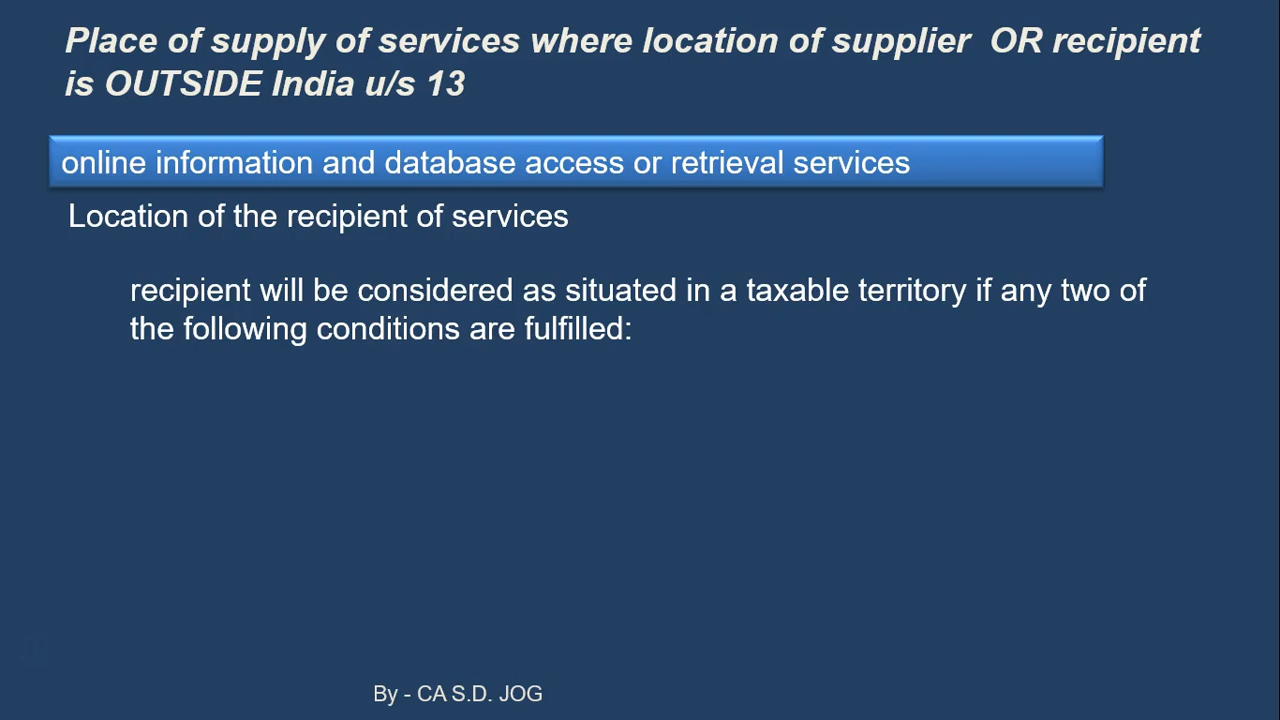 Place of supply of services where location of supplier OR recipient
is OUTSIDE India u/s 13
online information and database access or retrieval services
Location of the recipient of services
recipient will be considered as situated in a taxable territory if any two of
the following conditions are fulfilled:
By - CA S.D. JOG